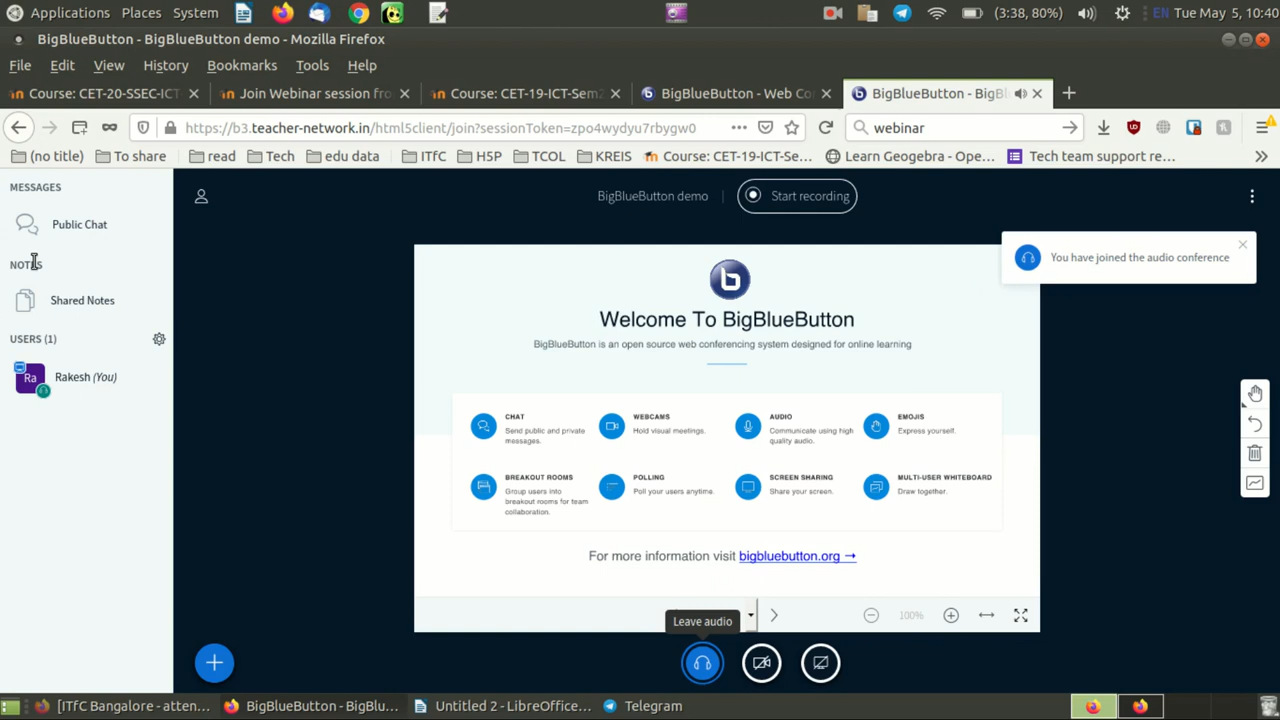 Applications Places System (3:38, 80%) EN Tue May 5, 10:40
BigBlueButton - BigBlueButton demo - Mozilla Firefox
File Edit View History Bookmarks Tools Help
Course: CET-20-SSEC-ICT Join Webinar session fro Course: CET-19-ICT-Sem2 BigBlueButton - Web Co BigBlueButton - BigBl
https://b3.teacher-network.in/html5client/join?sessionToken=zpo4wydyu7rbygw0 webinar
(no title) To share read Tech edu data ITfC H5P TCOL KREIS Course: CET-19-ICT-Se... Learn Geogebra - Ope... Tech team support re...
MESSAGES
Public Chat
NOTES
Shared Notes
USERS (1)
Ra Rakesh (You)
BigBlueButton demo | Start recording
You have joined the audio conference
b
Welcome To BigBlueButton
BigBlueButton is an open source web conferencing system designed for online learning
CHAT
Send public and private
messages.
WEBCAMS
Hold visual meetings.
AUDIO
Communicate using high
quality audio.
EMOJIS
Express yourself.
BREAKOUT ROOMS
Group users into
breakout rooms for team
collaboration.
POLLING
Poll your users anytime.
SCREEN SHARING
Share your screen.
MULTI-USER WHITEBOARD
Draw together.
For more information visit bigbluebutton.org →
100%
Leave audio
[ITfC Bangalore - atten... BigBlueButton - BigBlu... Untitled 2 - LibreOffice... Telegram